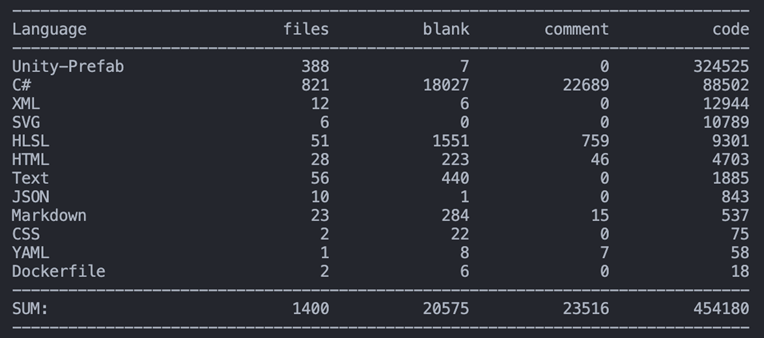 Language files blank comment code
Unity-Prefab 388 7 0 324525
C# 821 18027 22689 88502
XML 12 6 0 12944
SVG 6 0 0 10789
HLSL 51 1551 759 9301
HTML 28 223 46 4703
Text 56 440 0 1885
JSON 10 1 0 843
Markdown 23 284 15 537
CSS 2 22 0 75
YAML 1 8 7 58
Dockerfile 2 6 0 18
SUM: 1400 20575 23516 454180